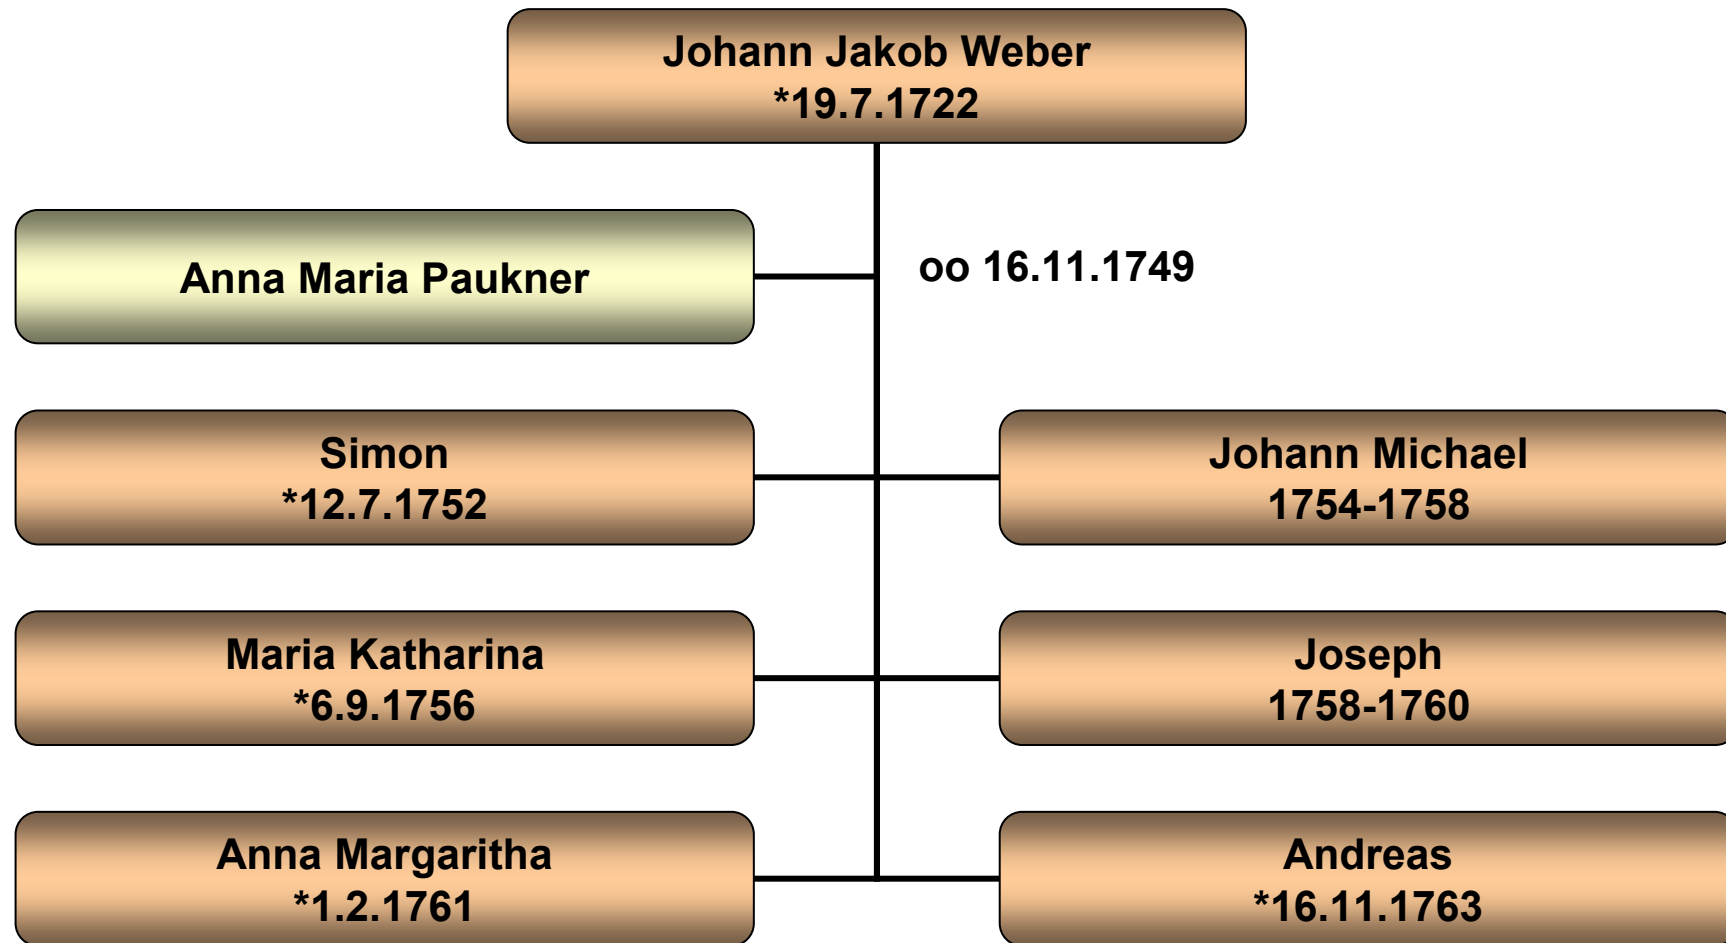 Johann Jakob Weber
*19.7.1722
Anna Maria Paukner
oo 16.11.1749
Simon
*12.7.1752
Johann Michael
1754-1758
Maria Katharina
*6.9.1756
Joseph
1758-1760
Anna Margaritha
*1.2.1761
Andreas
*16.11.1763